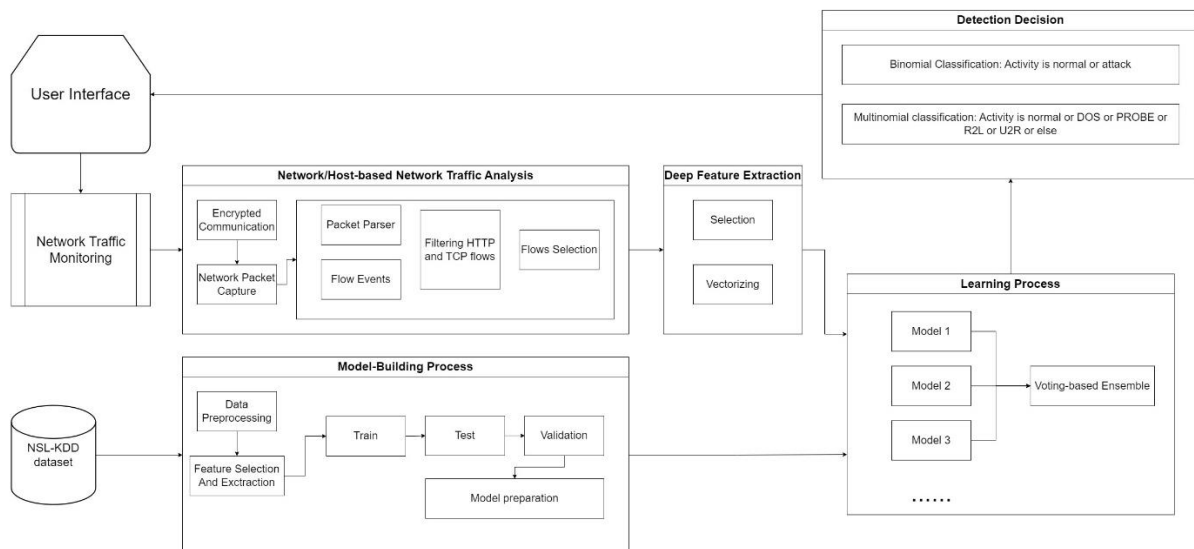 Detection Decision
Binomial Classification: Activity is normal or attack
Multinomial classification: Activity is normal or DOS or PROBE or
R2L or U2R or else
User Interface
Network Traffic
Monitoring
Network/Host-based Network Traffic Analysis
Encrypted
Communication
Network Packet
Capture
Packet Parser
Flow Events
Filtering HTTP
and TCP flows
Flows Selection
Deep Feature Extraction
Selection
Vectorizing
Learning Process
Model 1
Model 2
Model 3
......
Voting-based Ensemble
NSL-KDD
dataset
Model-Building Process
Data
Preprocessing
Feature Selection
And Exctraction
Train
Test
Validation
Model preparation